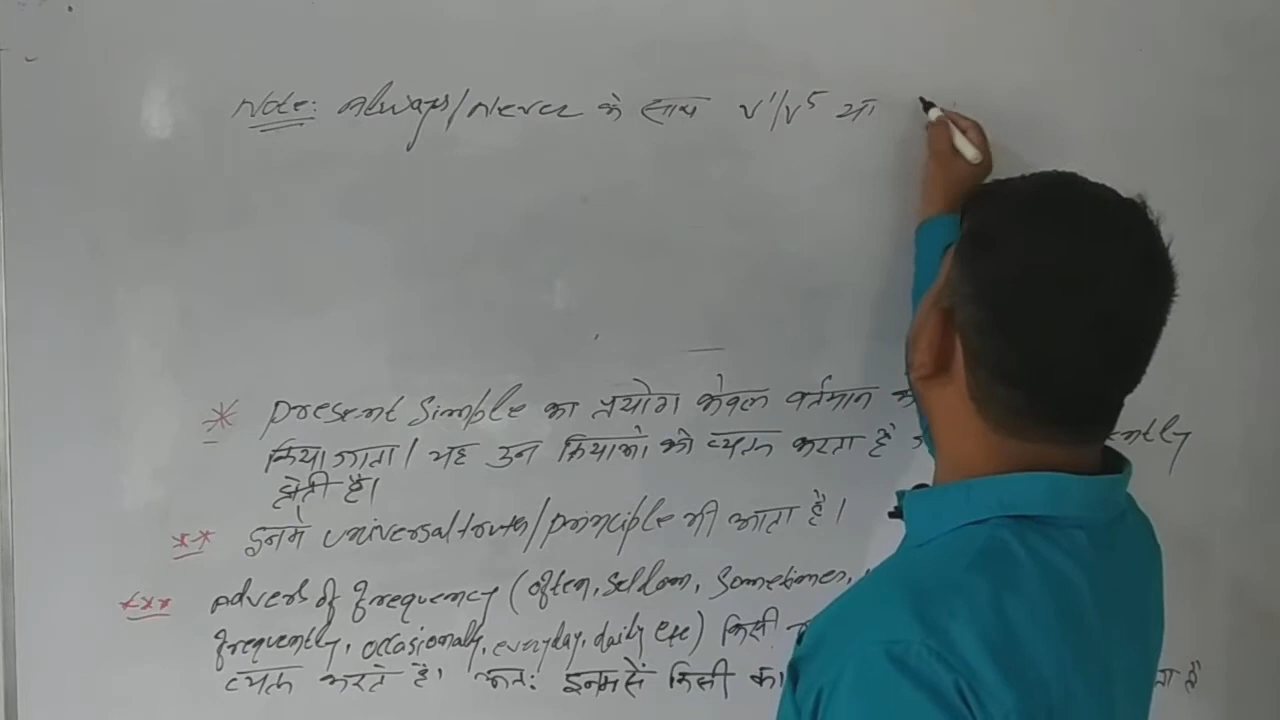 Note: Always/Never के साथ V¹/V⁵ या
* Present Simple का प्रयोग केवल वर्तमान
किया जाता। यह उन क्रियाओं को व्यक्त करता है
होती है।
** इनमें universal truth/principle भी आता है।
*** Adverb of frequency (often, seldom, sometimes,
frequently, occasionally, everyday, daily etc) किसी
व्यक्त करते है। अतः इनमें से किसी का